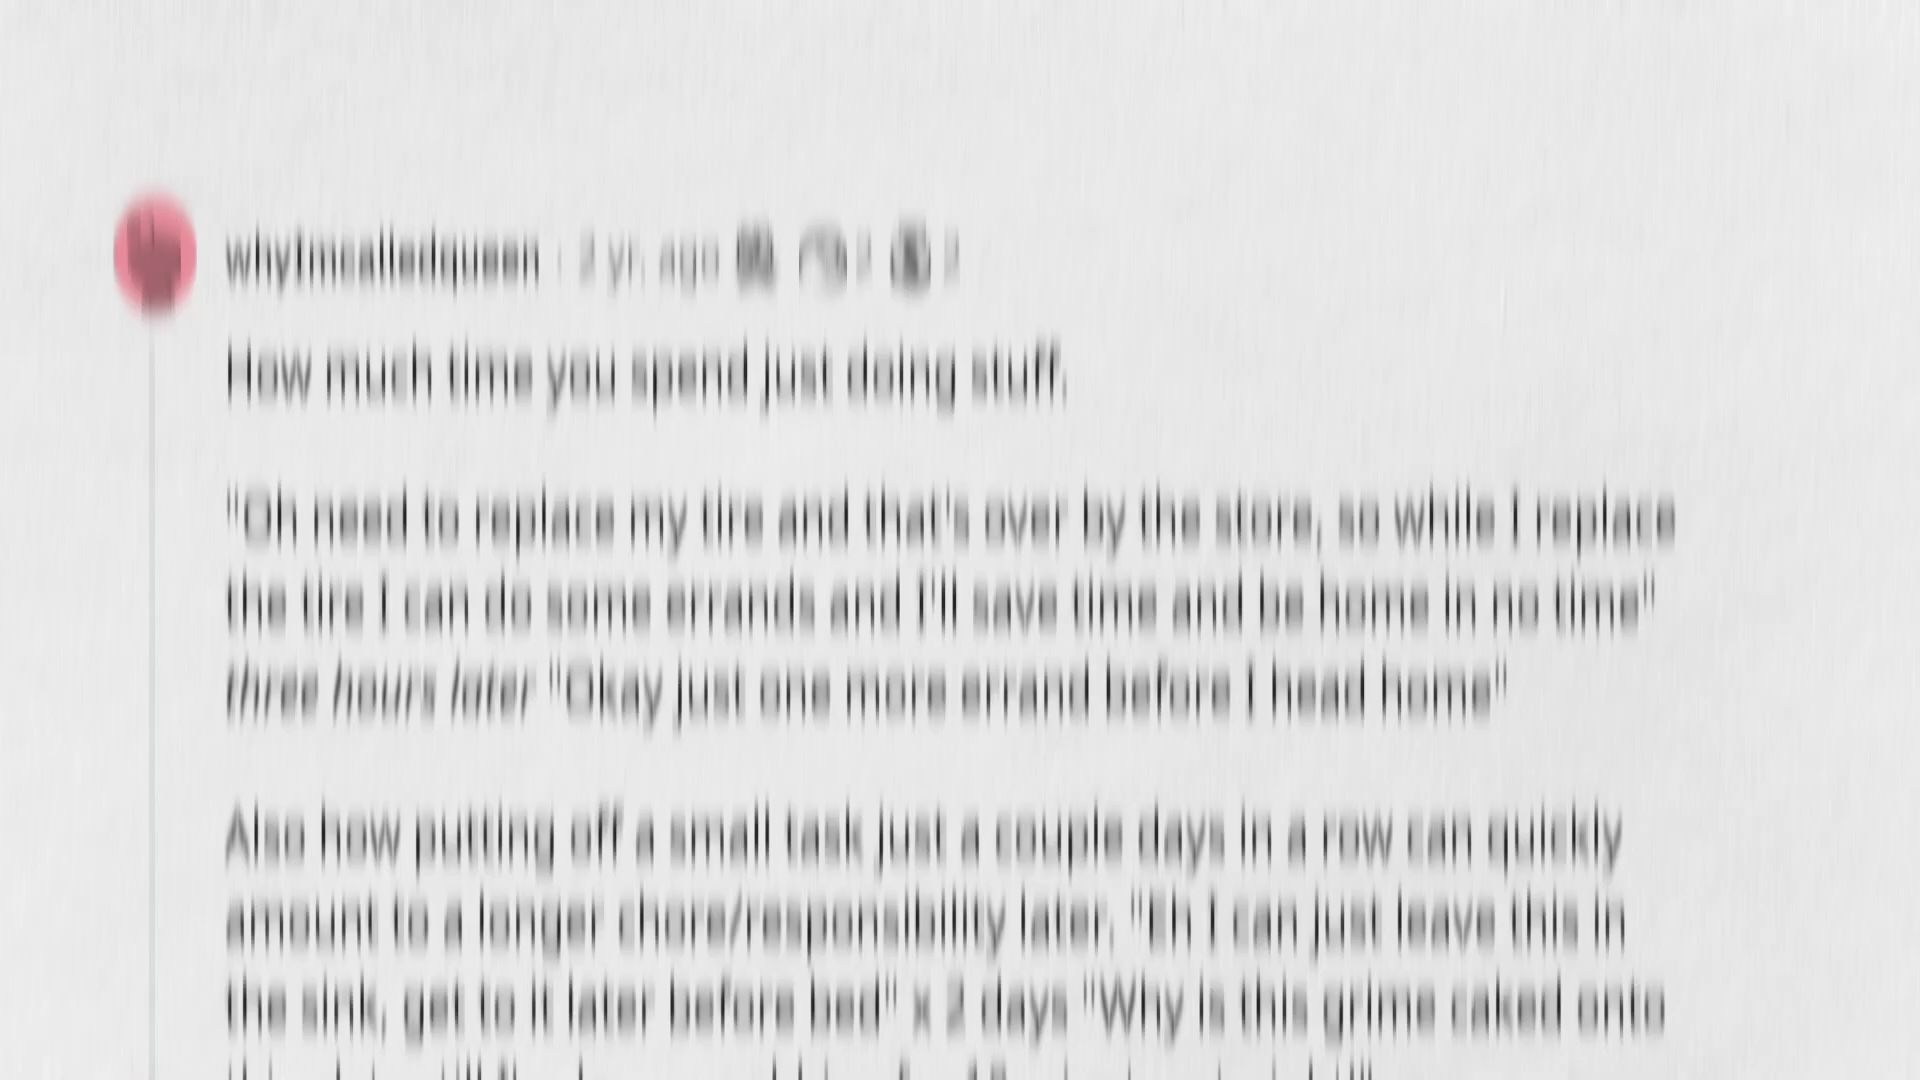 whyimcalledqueen · 2 yr. ago
How much time you spend just doing stuff.
"Oh need to replace my tire and that's over by the store, so while I replace
the tire I can do some errands and I'll save time and be home in no time"
three hours later "Okay just one more errand before I head home"
Also how putting off a small task just a couple days in a row can quickly
amount to a longer chore/responsibility later. "Eh I can just leave this in
the sink, get to it later before bed" x 2 days "Why is this grime caked onto